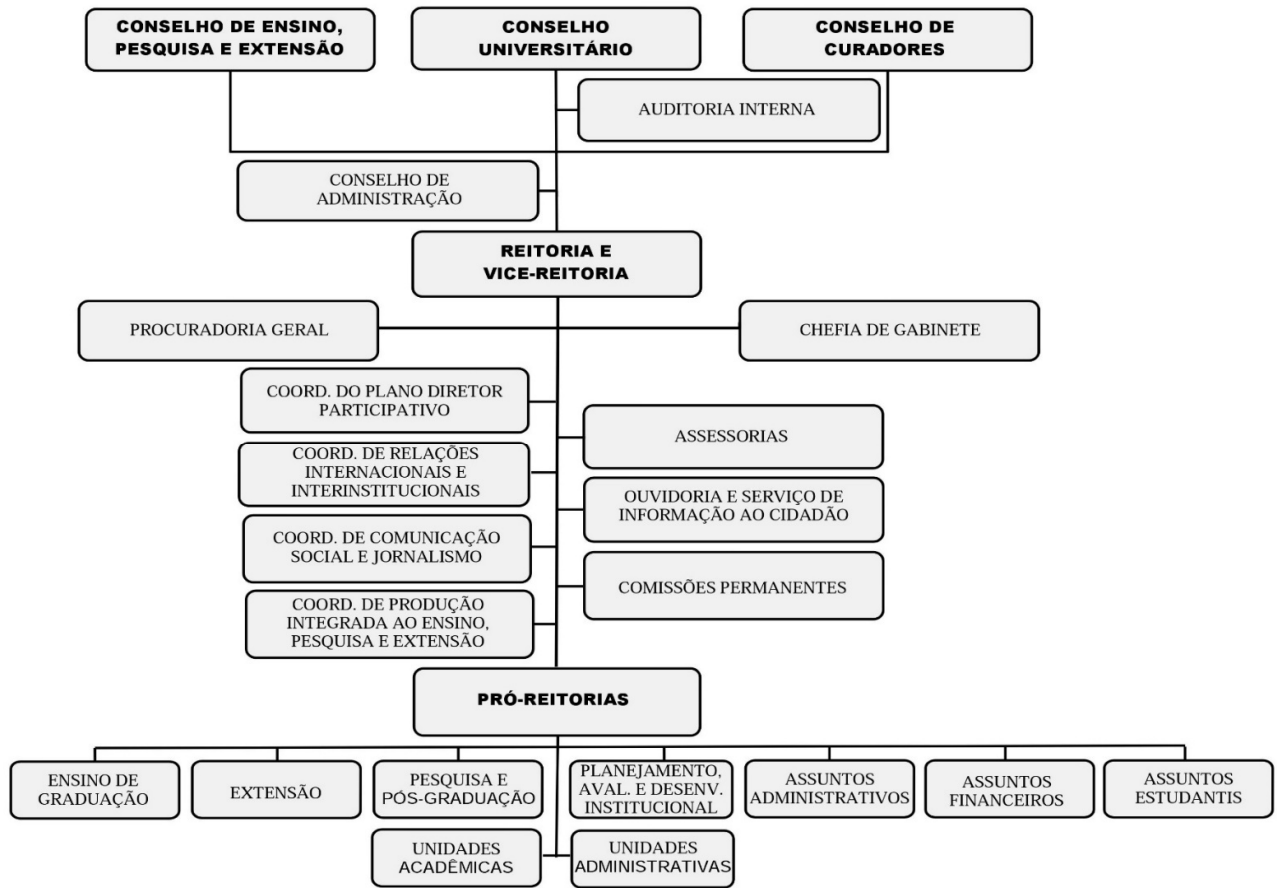 CONSELHO DE ENSINO,
PESQUISA E EXTENSÃO
CONSELHO
UNIVERSITÁRIO
CONSELHO DE
CURADORES
AUDITORIA INTERNA
CONSELHO DE
ADMINISTRAÇÃO
REITORIA E
VICE-REITORIA
PROCURADORIA GERAL
CHEFIA DE GABINETE
COORD. DO PLANO DIRETOR
PARTICIPATIVO
ASSESSORIAS
COORD. DE RELAÇÕES
INTERNACIONAIS E
INTERINSTITUCIONAIS
OUVIDORIA E SERVIÇO DE
INFORMAÇÃO AO CIDADÃO
COORD. DE COMUNICAÇÃO
SOCIAL E JORNALISMO
COMISSÕES PERMANENTES
COORD. DE PRODUÇÃO
INTEGRADA AO ENSINO,
PESQUISA E EXTENSÃO
PRÓ-REITORIAS
ENSINO DE
GRADUAÇÃO
EXTENSÃO
PESQUISA E
PÓS-GRADUAÇÃO
PLANEJAMENTO,
AVAL. E DESENV.
INSTITUCIONAL
ASSUNTOS
ADMINISTRATIVOS
ASSUNTOS
FINANCEIROS
ASSUNTOS
ESTUDANTIS
UNIDADES
ACADÊMICAS
UNIDADES
ADMINISTRATIVAS